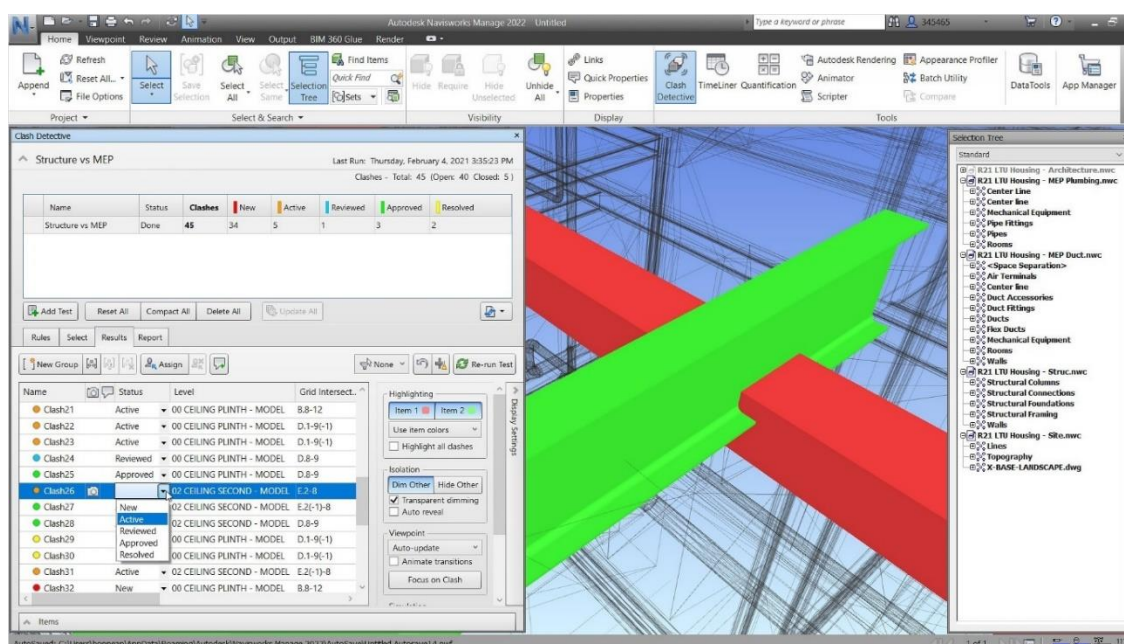 Autodesk Navisworks Manage 2022 Untitled
Type a keyword or phrase
345465
Home Viewpoint Review Animation View Output BIM 360 Glue Render
Append
Refresh
Reset All...
File Options
Project
Select
Save Selection
Select All
Select Same
Selection Tree
Find Items
Quick Find
Sets
Select & Search
Hide
Require
Hide Unselected
Unhide All
Visibility
Links
Quick Properties
Properties
Display
Clash Detective
TimeLiner
Quantification
Autodesk Rendering
Animator
Scripter
Appearance Profiler
Batch Utility
Compare
DataTools
App Manager
Tools
Clash Detective
Structure vs MEP
Last Run: Thursday, February 4, 2021 3:35:23 PM
Clashes - Total: 45 (Open: 40 Closed: 5)
Name Status Clashes New Active Reviewed Approved Resolved
Structure vs MEP Done 45 34 5 1 3 2
Add Test Reset All Compact All Delete All Update All
Rules Select Results Report
New Group Assign None Re-run Test
Name Status Level Grid Intersect..
Clash21 Active 00 CEILING PLINTH - MODEL B.8-12
Clash22 Active 00 CEILING PLINTH - MODEL D.1-9(-1)
Clash23 Active 00 CEILING PLINTH - MODEL D.1-9(-1)
Clash24 Reviewed 00 CEILING PLINTH - MODEL D.8-9
Clash25 Approved 00 CEILING PLINTH - MODEL D.8-9
Clash26 02 CEILING SECOND - MODEL E.2-8
Clash27 02 CEILING SECOND - MODEL E.2(-1)-8
Clash28 02 CEILING SECOND - MODEL D.8-9
Clash29 00 CEILING PLINTH - MODEL D.1-9(-1)
Clash30 00 CEILING PLINTH - MODEL D.1-9(-1)
Clash31 Active 02 CEILING SECOND - MODEL E.2(-1)-8
Clash32 New 00 CEILING PLINTH - MODEL B.8-12
New
Active
Reviewed
Approved
Resolved
Highlighting
Item 1 Item 2
Use item colors
Highlight all clashes
Isolation
Dim Other Hide Other
Transparent dimming
Auto reveal
Viewpoint
Auto-update
Animate transitions
Focus on Clash
Display Settings
Items
Selection Tree
Standard
R21 LTU Housing - Architecture.nwc
R21 LTU Housing - MEP Plumbing.nwc
Center Line
Center line
Mechanical Equipment
Pipe Fittings
Pipes
Rooms
R21 LTU Housing - MEP Duct.nwc
<Space Separation>
Air Terminals
Center line
Duct Accessories
Duct Fittings
Ducts
Flex Ducts
Mechanical Equipment
Rooms
Walls
R21 LTU Housing - Struc.nwc
Structural Columns
Structural Connections
Structural Foundations
Structural Framing
Walls
R21 LTU Housing - Site.nwc
Lines
Topography
X-BASE-LANDSCAPE.dwg
1 of 1